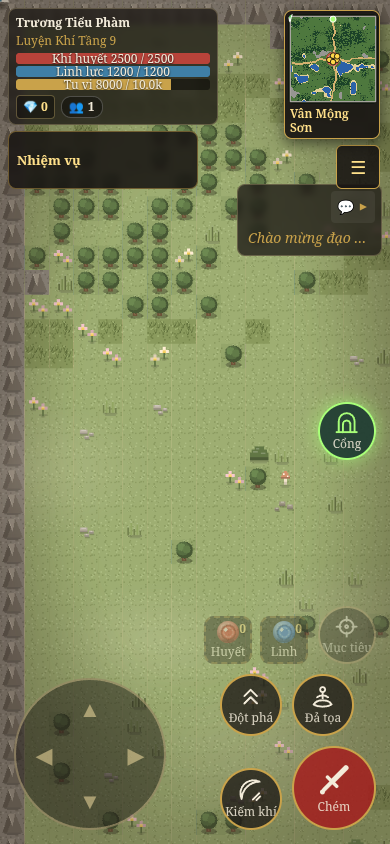 Trương Tiểu Phàm
Luyện Khí Tầng 9
Khí huyết 2500 / 2500
Linh lực 1200 / 1200
Tu vi 8000 / 10.0k
0
1
Vân Mộng
Sơn
Nhiệm vụ
Chào mừng đạo ...
Cổng
0
Huyết
0
Linh
Mục tiêu
Đột phá
Đả tọa
Kiếm khí
Chém